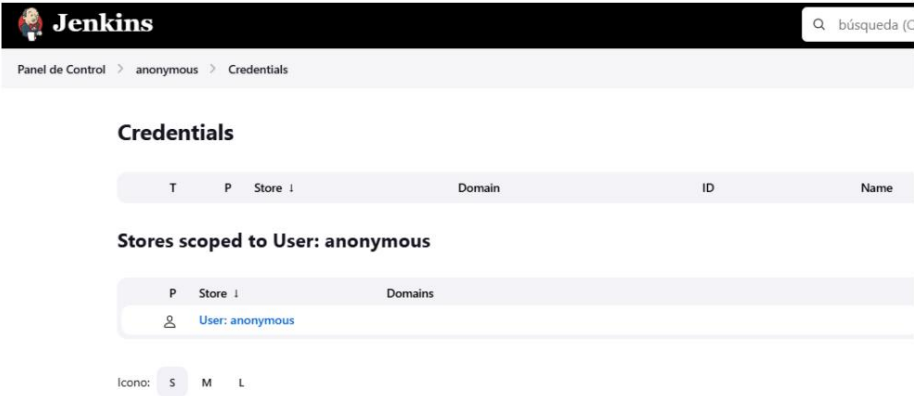 Jenkins
búsqueda (C
Panel de Control > anonymous > Credentials
Credentials
T P Store ↓ Domain ID Name
Stores scoped to User: anonymous
P Store ↓ Domains
User: anonymous
Icono: S M L